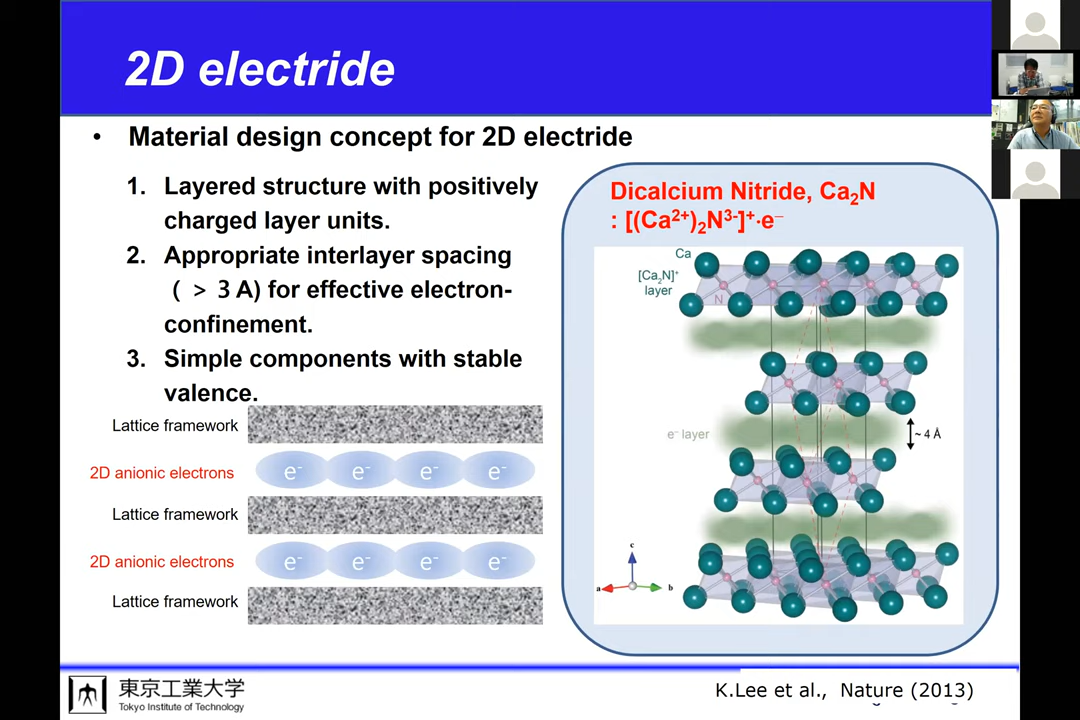 2D electride
• Material design concept for 2D electride
1. Layered structure with positively
charged layer units.
2. Appropriate interlayer spacing
( > 3 A) for effective electron-
confinement.
3. Simple components with stable
valence.
Lattice framework
2D anionic electrons
e⁻ e⁻ e⁻ e⁻
Lattice framework
2D anionic electrons
e⁻ e⁻ e⁻ e⁻
Lattice framework
Dicalcium Nitride, Ca₂N
: [(Ca²⁺)₂N³⁻]⁺·e⁻
Ca
[Ca₂N]⁺
layer
N
e⁻ layer
~ 4 Å
c
a
b
東京工業大学
Tokyo Institute of Technology
K.Lee et al., Nature (2013)